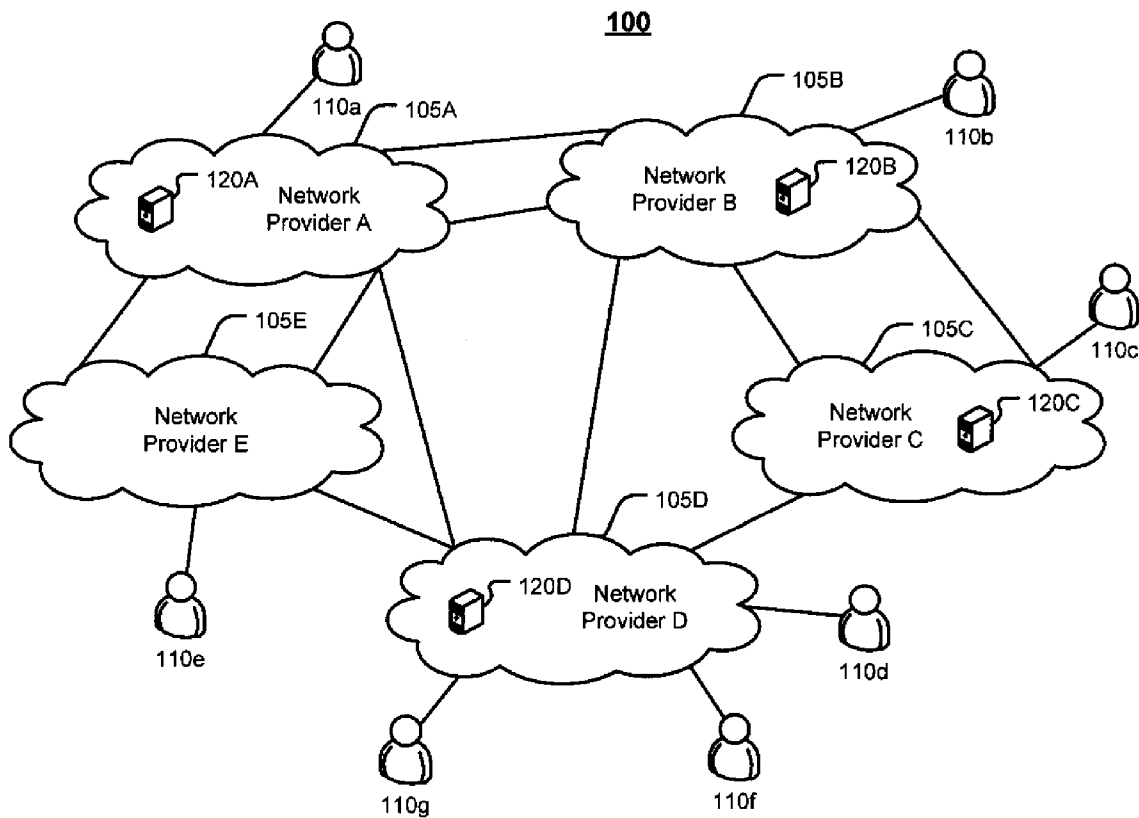 100
110a
105A
105B
110b
120A
Network
Provider A
Network
Provider B
120B
105E
105C
110c
Network
Provider E
Network
Provider C
120C
105D
120D
Network
Provider D
110e
110d
110g
110f